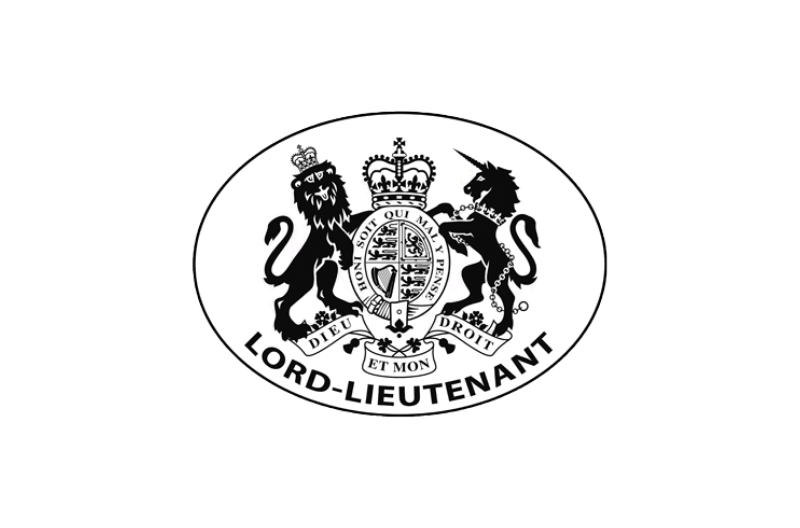 HONI SOIT QUI MAL Y PENSE
DIEU ET MON DROIT
LORD-LIEUTENANT